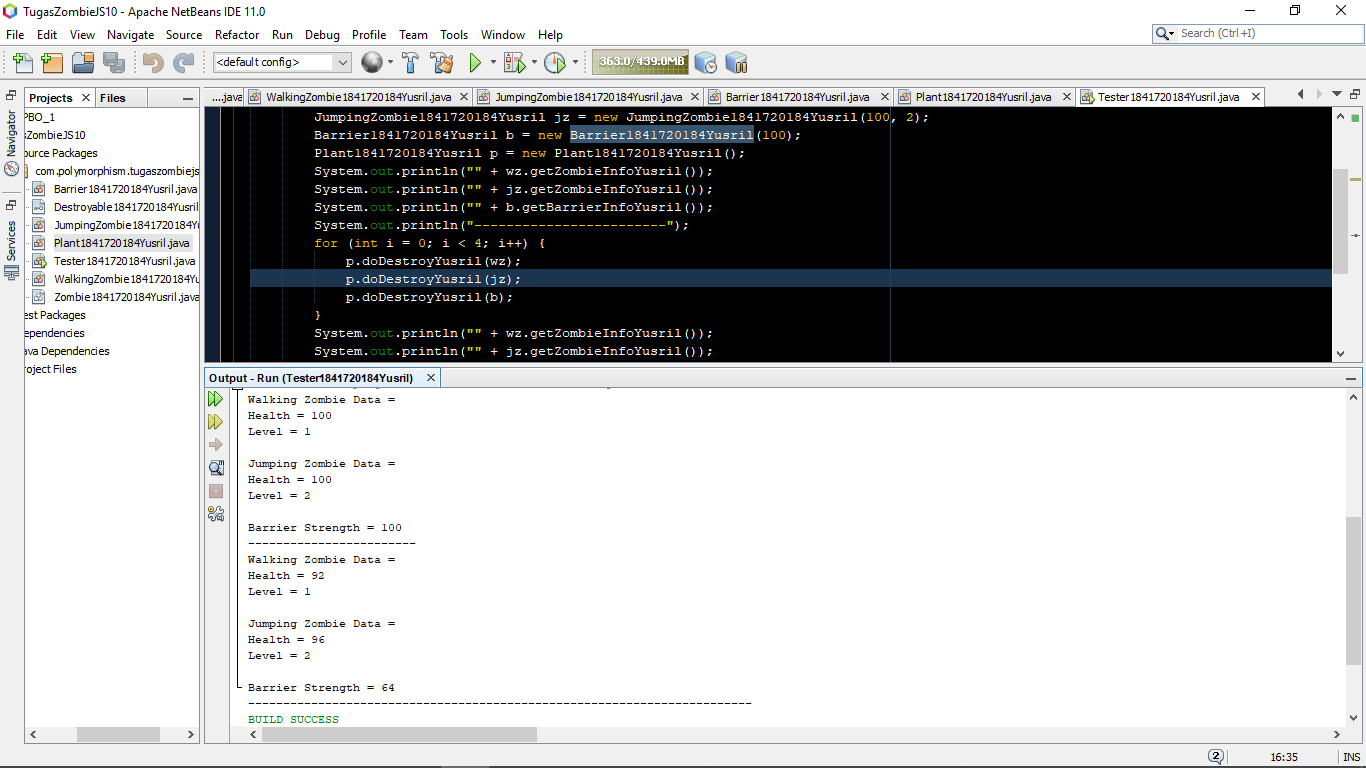 TugasZombieJS10 - Apache NetBeans IDE 11.0
File Edit View Navigate Source Refactor Run Debug Profile Team Tools Window Help
Search (Ctrl+I)
<default config>
363.0/439.0MB
Projects
Files
Navigator
Services
PBO_1
sZombieJS10
ource Packages
com.polymorphism.tugaszombiejs
Barrier1841720184Yusril.java
Destroyable1841720184Yusril
JumpingZombie1841720184Yu
Plant1841720184Yusril.java
Tester1841720184Yusril.java
WalkingZombie1841720184Yu
Zombie1841720184Yusril.java
est Packages
ependencies
ava Dependencies
roject Files
....java WalkingZombie1841720184Yusril.java JumpingZombie1841720184Yusril.java Barrier1841720184Yusril.java Plant1841720184Yusril.java Tester1841720184Yusril.java
JumpingZombie1841720184Yusril jz = new JumpingZombie1841720184Yusril(100, 2);
Barrier1841720184Yusril b = new Barrier1841720184Yusril(100);
Plant1841720184Yusril p = new Plant1841720184Yusril();
System.out.println("" + wz.getZombieInfoYusril());
System.out.println("" + jz.getZombieInfoYusril());
System.out.println("" + b.getBarrierInfoYusril());
System.out.println("------------------------");
for (int i = 0; i < 4; i++) {
p.doDestroyYusril(wz);
p.doDestroyYusril(jz);
p.doDestroyYusril(b);
}
System.out.println("" + wz.getZombieInfoYusril());
System.out.println("" + jz.getZombieInfoYusril());
Output - Run (Tester1841720184Yusril)
Walking Zombie Data =
Health = 100
Level = 1
Jumping Zombie Data =
Health = 100
Level = 2
Barrier Strength = 100
------------------------
Walking Zombie Data =
Health = 92
Level = 1
Jumping Zombie Data =
Health = 96
Level = 2
Barrier Strength = 64
------------------------------------------------------------------------
BUILD SUCCESS
2
16:35
INS